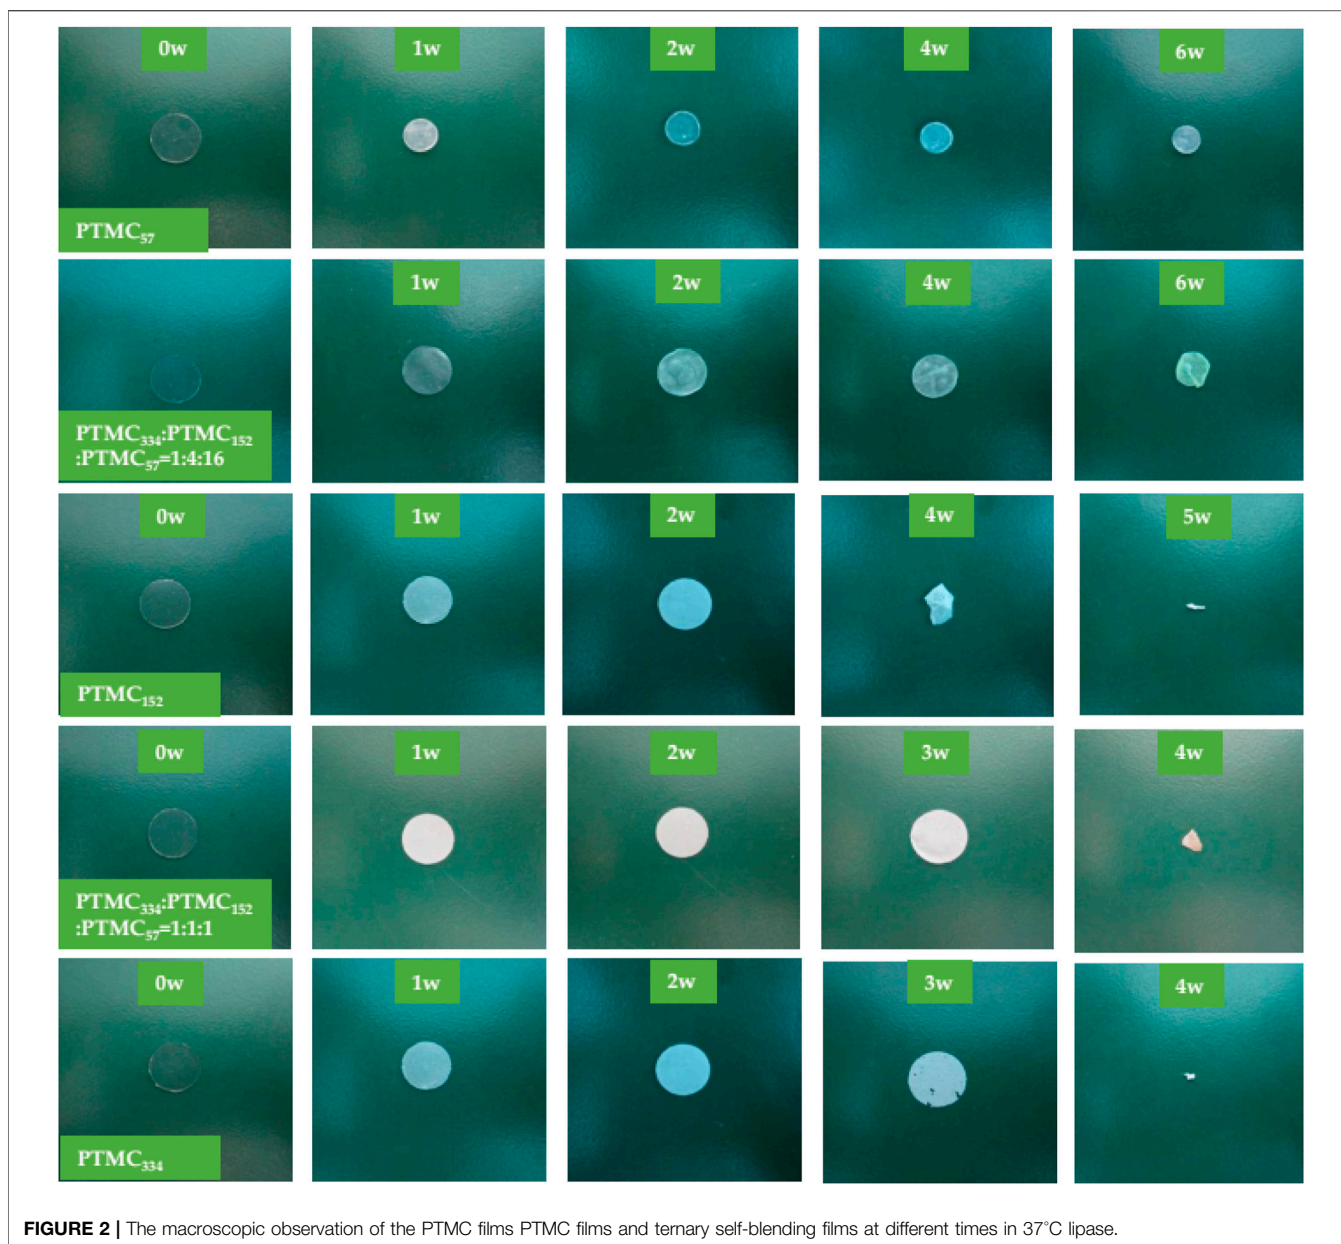 0w 1w 2w 4w 6w
PTMC₅₇
1w 2w 4w 6w
PTMC₃₃₄:PTMC₁₅₂
:PTMC₅₇=1:4:16
0w 1w 2w 4w 5w
PTMC₁₅₂
0w 1w 2w 3w 4w
PTMC₃₃₄:PTMC₁₅₂
:PTMC₅₇=1:1:1
0w 1w 2w 3w 4w
PTMC₃₃₄
FIGURE 2 | The macroscopic observation of the PTMC films PTMC films and ternary self-blending films at different times in 37°C lipase.